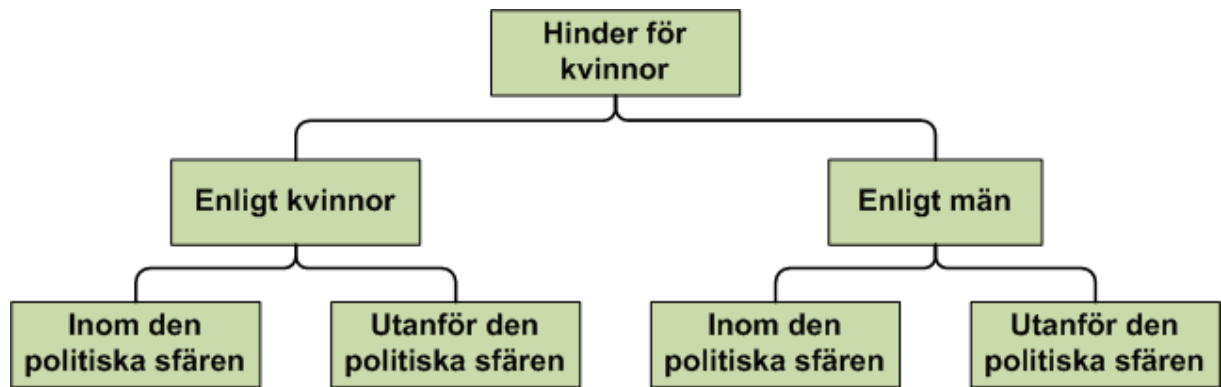 Hinder för
kvinnor
Enligt kvinnor
Enligt män
Inom den
politiska sfären
Utanför den
politiska sfären
Inom den
politiska sfären
Utanför den
politiska sfären